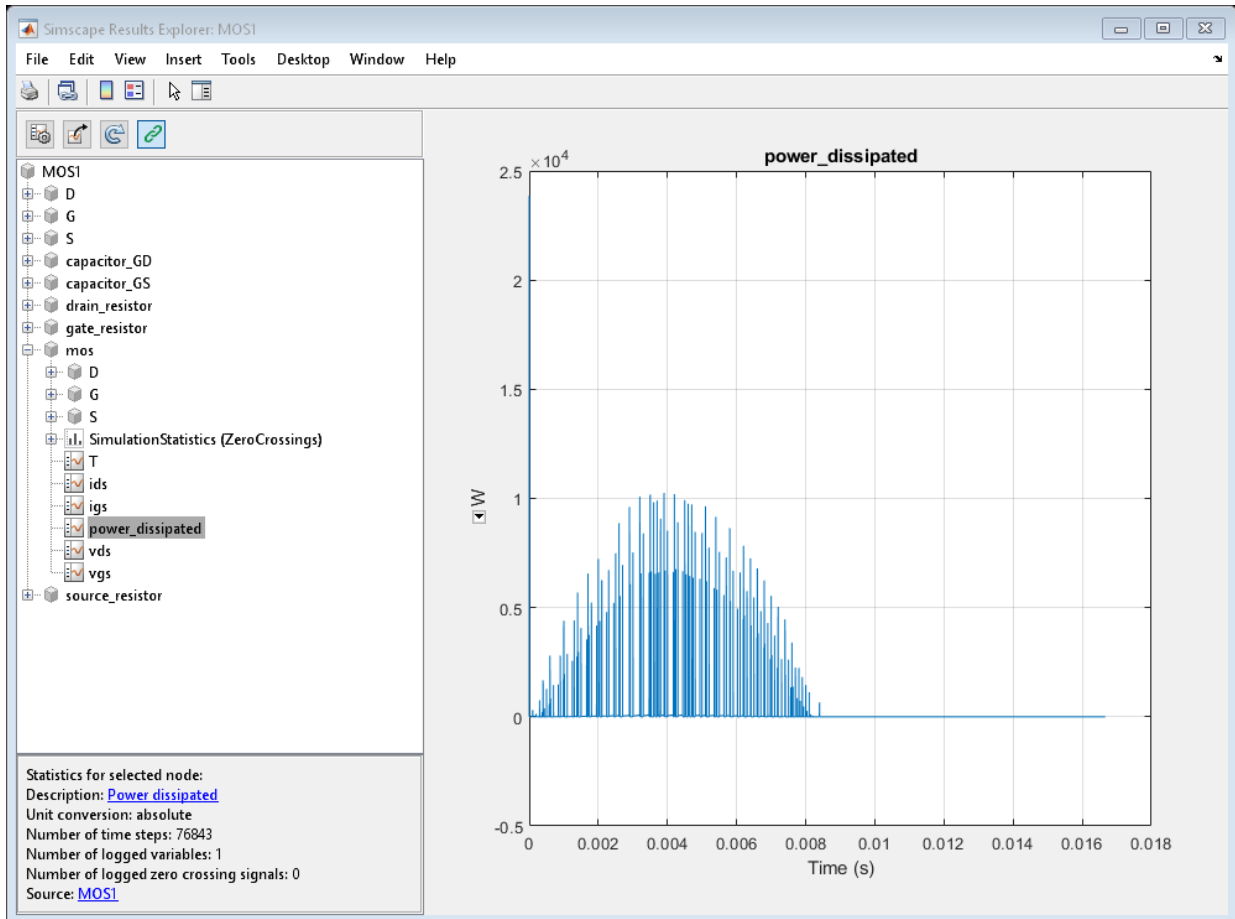 Simscape Results Explorer: MOS1
File Edit View Insert Tools Desktop Window Help
MOS1
D
G
S
capacitor_GD
capacitor_GS
drain_resistor
gate_resistor
mos
D
G
S
SimulationStatistics (ZeroCrossings)
T
ids
igs
power_dissipated
vds
vgs
source_resistor
Statistics for selected node:
Description: Power dissipated
Unit conversion: absolute
Number of time steps: 76843
Number of logged variables: 1
Number of logged zero crossing signals: 0
Source: MOS1
power_dissipated
×10⁴
2.5
2
1.5
1
0.5
0
-0.5
W
0 0.002 0.004 0.006 0.008 0.01 0.012 0.014 0.016 0.018
Time (s)